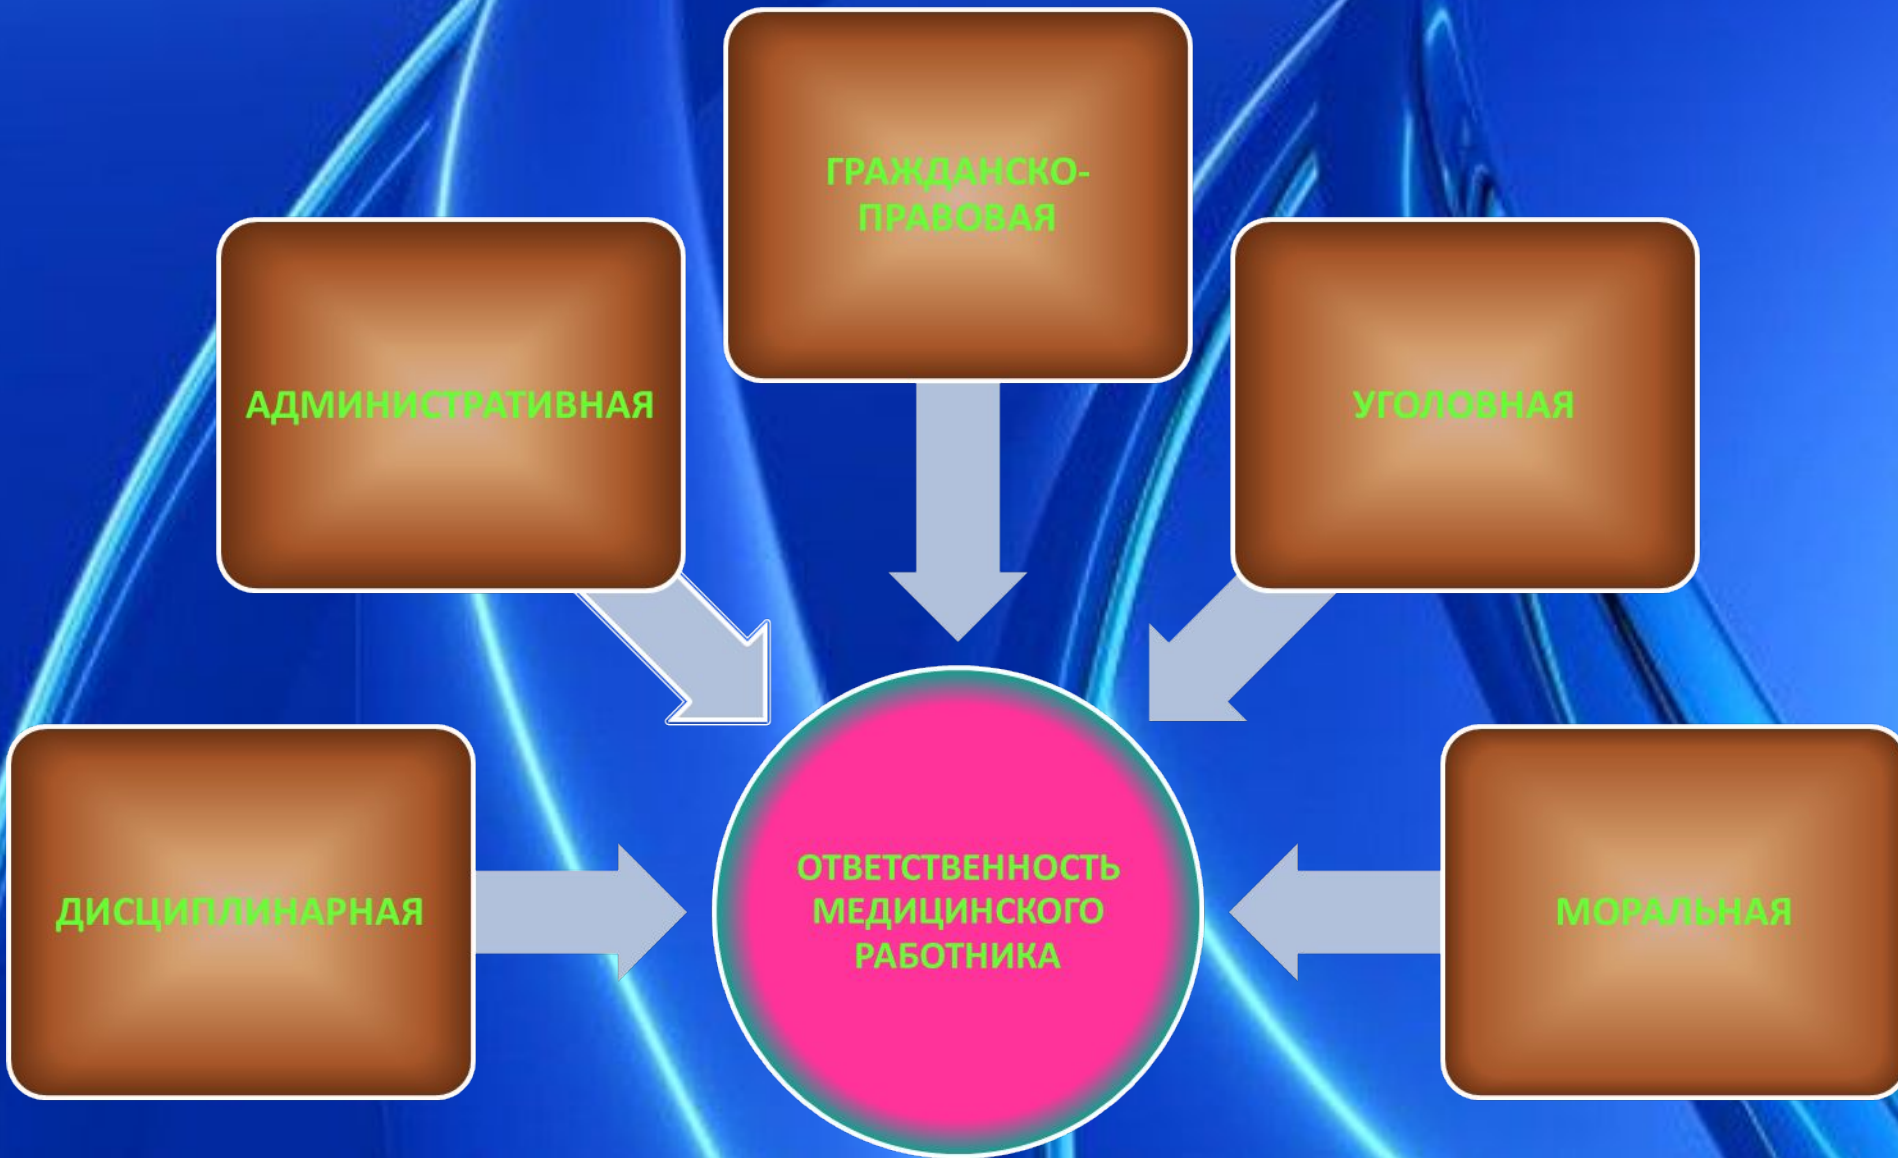 ГРАЖДАНСКО-
ПРАВОВАЯ
АДМИНИСТРАТИВНАЯ
УГОЛОВНАЯ
ДИСЦИПЛИНАРНАЯ
ОТВЕТСТВЕННОСТЬ
МЕДИЦИНСКОГО
РАБОТНИКА
МОРАЛЬНАЯ